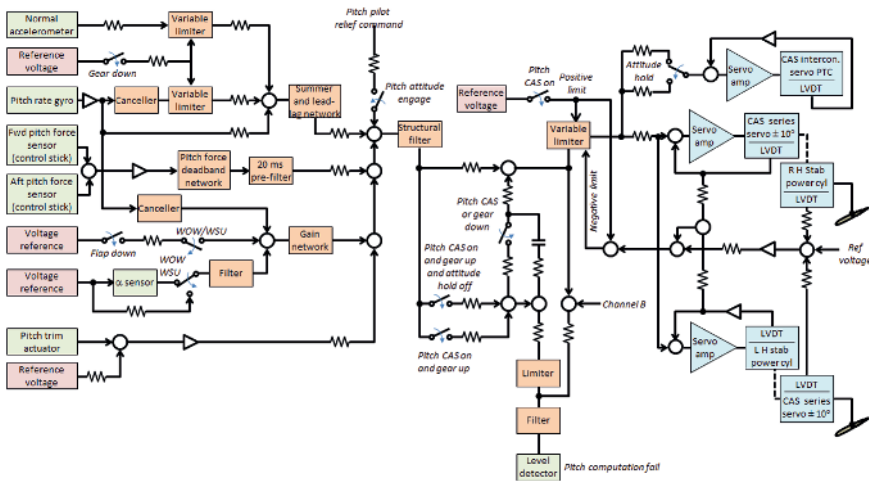 Normal
accelerometer
Reference
voltage
Gear down
Variable
limiter
Pitch rate gyro
Canceller
Variable
limiter
Summer
and lead-
lag network
Fwd pitch force
sensor
(control stick)
Aft pitch force
sensor
(control stick)
Pitch force
deadband
network
20 ms
pre-filter
Canceller
Voltage
reference
Flap down
WOW/WSU
Gain
network
Voltage
reference
α sensor
WOW
WSU
Filter
Pitch trim
actuator
Reference
voltage
Pitch pilot
relief command
Pitch attitude
engage
Structural
filter
Reference
voltage
Pitch
CAS on
Positive
limit
Variable
limiter
Negative limit
Pitch CAS
or gear
down
Pitch CAS on
and gear up
and attitude
hold off
Pitch CAS on
and gear up
Channel B
Limiter
Filter
Level
detector
Pitch computation fail
Attitude
hold
Servo
amp
CAS intercon.
servo PTC
LVDT
Servo
amp
CAS series
servo ± 10°
LVDT
R H Stab
power cyl
LVDT
Ref
voltage
Servo
amp
LVDT
L H stab
power cyl
LVDT
CAS series
servo ± 10°